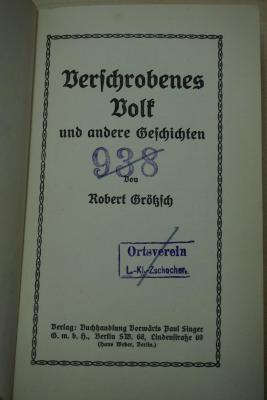 Verschrobenes
Volk
und andere Geschichten
938
Von
Robert Grötzsch
Ortsverein
L.-Kl.-Zschocher.
Verlag: Buchhandlung Vorwärts Paul Singer
G. m. b. H., Berlin SW. 68, Lindenstraße 69
(Hans Weber, Berlin.)